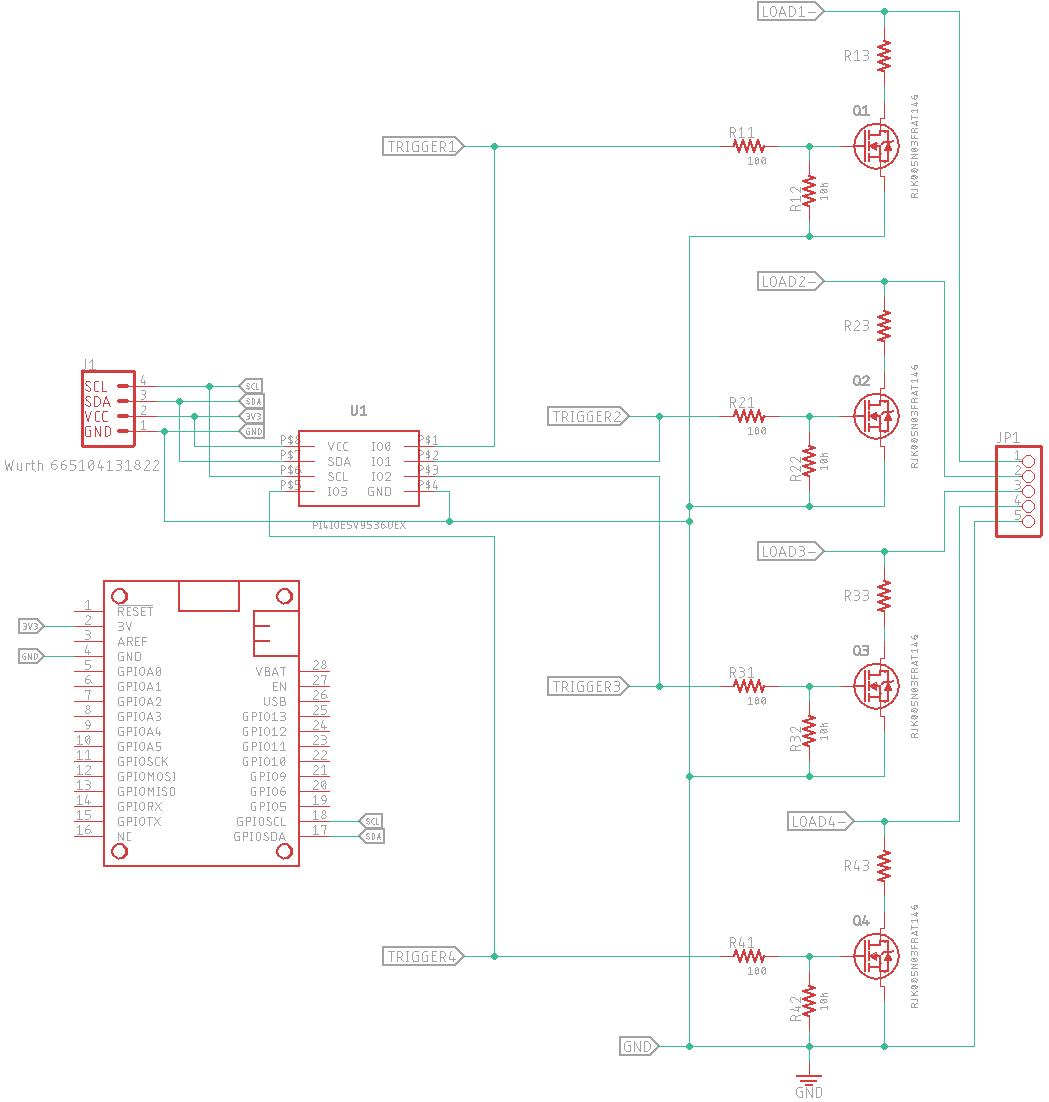 LOAD1-
R13
Q1
RJK005N03FRAT146
TRIGGER1
R11
100
R12
10k
LOAD2-
R23
Q2
RJK005N03FRAT146
TRIGGER2
R21
100
R22
10k
J1
SCL 4 SCL
SDA 3 SDA
VCC 2 3V3
GND 1 GND
Wurth 665104131822
U1
P$8 VCC IO0 P$1
P$7 SDA IO1 P$2
P$6 SCL IO2 P$3
P$5 IO3 GND P$4
PI4IOE5V9536UEX
JP1
1
2
3
4
5
LOAD3-
R33
Q3
RJK005N03FRAT146
TRIGGER3
R31
100
R32
10k
1 RESET
3V3 2 3V
3 AREF
GND 4 GND
5 GPIOA0 VBAT 28
6 GPIOA1 EN 27
7 GPIOA2 USB 26
8 GPIOA3 GPIO13 25
9 GPIOA4 GPIO12 24
10 GPIOA5 GPIO11 23
11 GPIOSCK GPIO10 22
12 GPIOMOSI GPIO9 21
13 GPIOMISO GPIO6 20
14 GPIORX GPIO5 19
15 GPIOTX GPIOSCL 18 SCL
16 NC GPIOSDA 17 SDA
LOAD4-
R43
Q4
RJK005N03FRAT146
TRIGGER4
R41
100
R42
10k
GND
GND